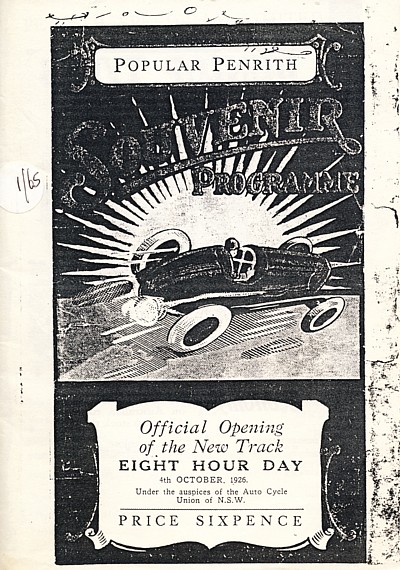 POPULAR PENRITH
SOUVENIR
PROGRAMME
1/65
Official Opening
of the New Track
EIGHT HOUR DAY
4th OCTOBER, 1926.
Under the auspices of the Auto Cycle
Union of N.S.W.
PRICE SIXPENCE